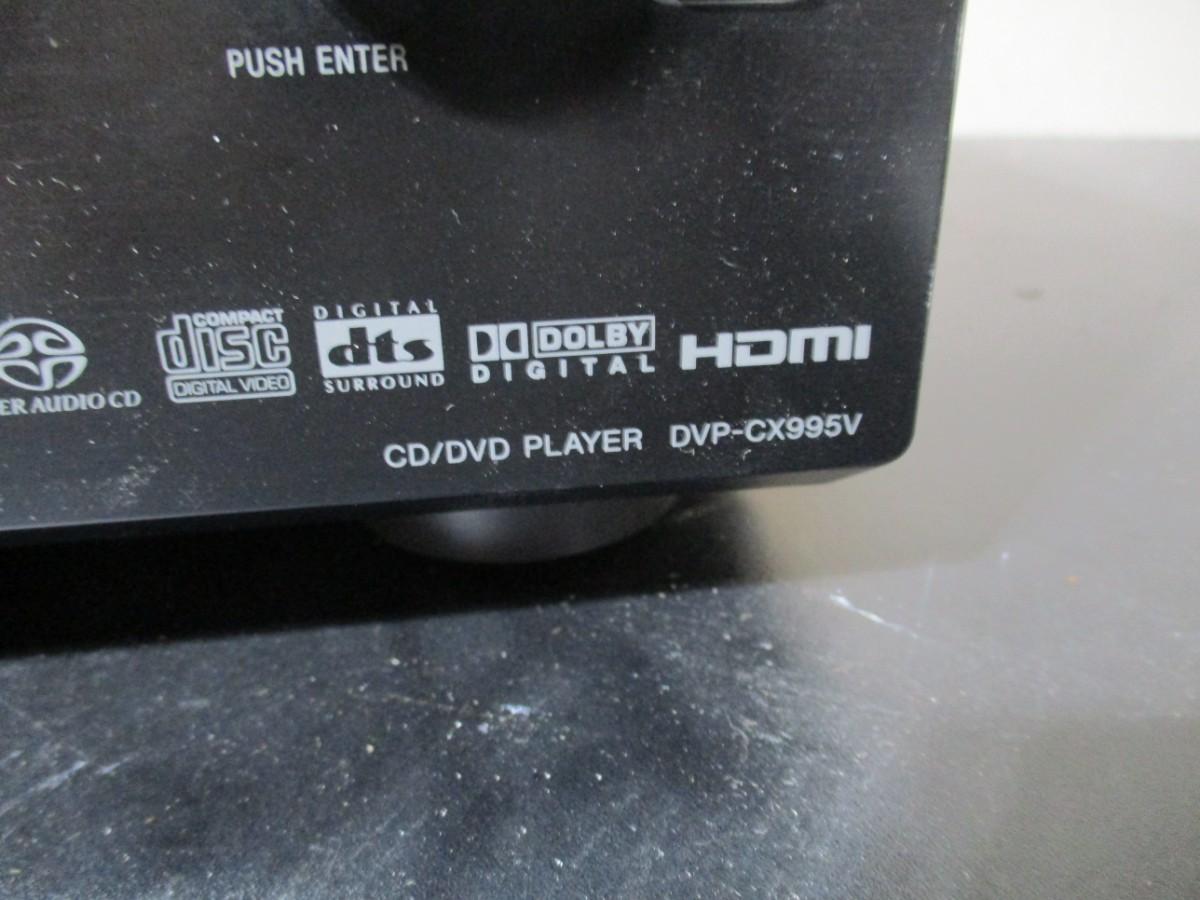 PUSH ENTER
ER AUDIO CD
COMPACT
disc
DIGITAL VIDEO
DIGITAL
dts
SURROUND
DOLBY
DIGITAL
HDMI
CD/DVD PLAYER DVP-CX995V